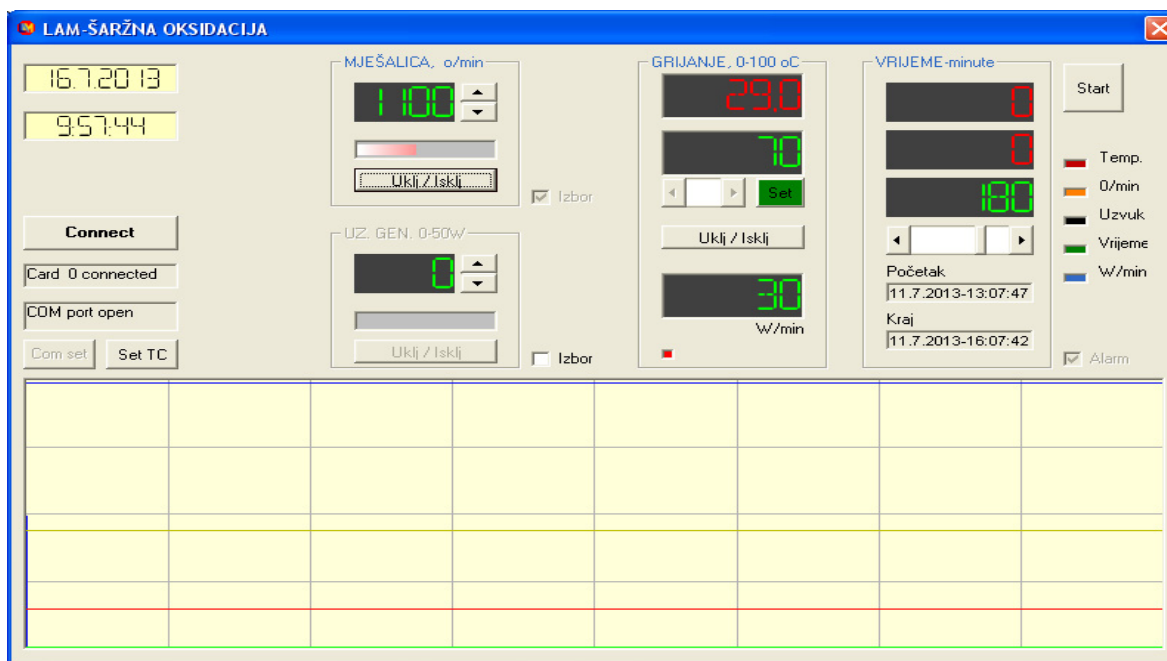 LAM-ŠARŽNA OKSIDACIJA
16.7.2013
9:57:44
Connect
Card 0 connected
COM port open
Com set
Set TC
MJEŠALICA, o/min
1100
Uklj / Isklj
Izbor
UZ. GEN. 0-50W
0
Uklj / Isklj
Izbor
GRIJANJE, 0-100 oC
29,0
70
Set
Uklj / Isklj
30
W/min
VRIJEME-minute
0
0
180
Početak
11.7.2013-13:07:47
Kraj
11.7.2013-16:07:42
Start
Temp.
0/min
Uzvuk
Vrijeme
W/min
Alarm